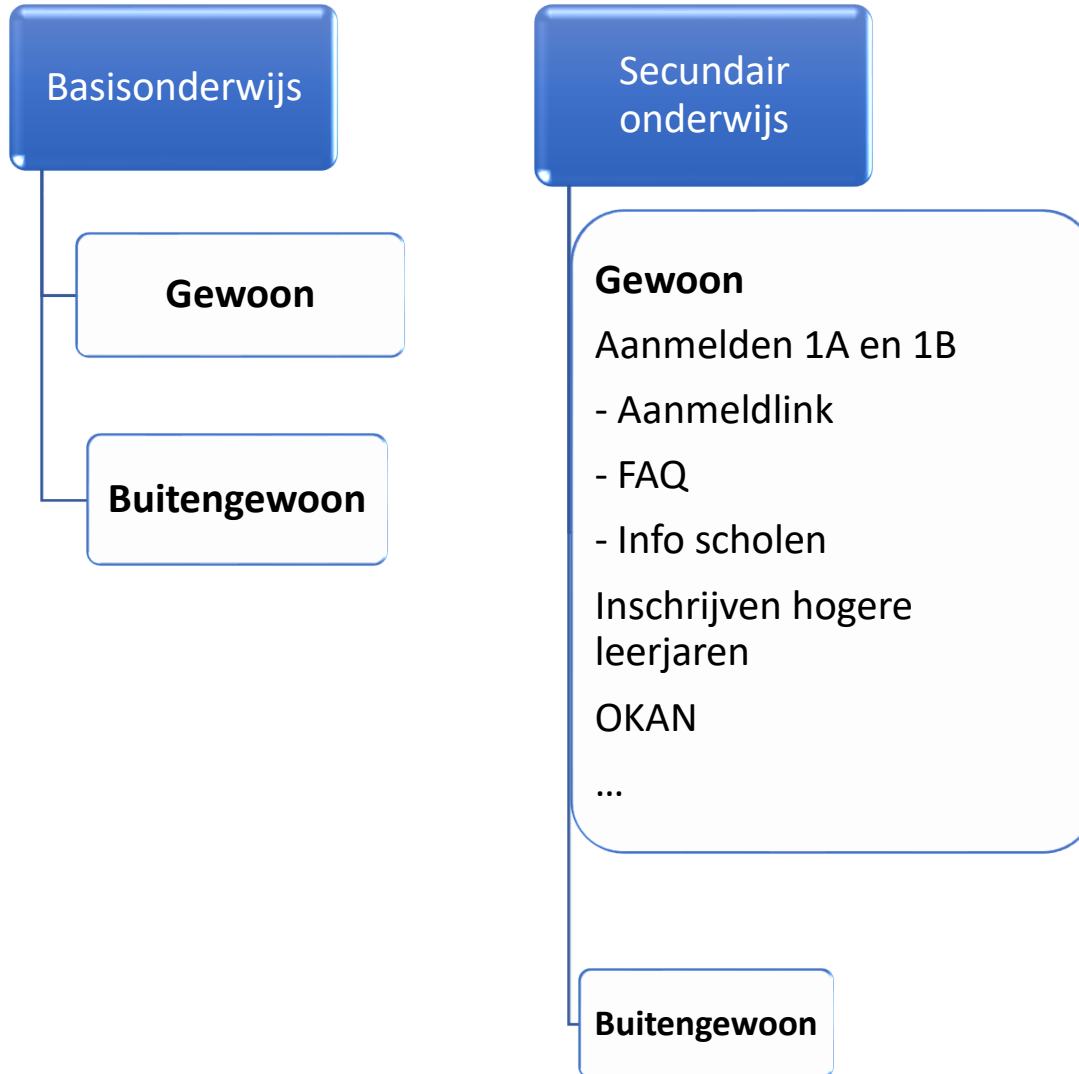 Basisonderwijs
Gewoon
Buitengewoon
Secundair
onderwijs
Gewoon
Aanmelden 1A en 1B
- Aanmeldlink
- FAQ
- Info scholen
Inschrijven hogere
leerjaren
OKAN
...
Buitengewoon